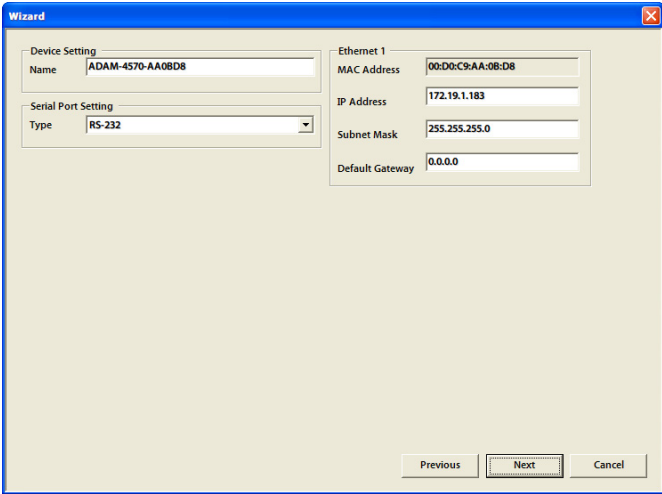 Wizard
Device Setting
Name ADAM-4570-AA0BD8
Serial Port Setting
Type RS-232
Ethernet 1
MAC Address 00:D0:C9:AA:0B:D8
IP Address 172.19.1.183
Subnet Mask 255.255.255.0
Default Gateway 0.0.0.0
Previous Next Cancel